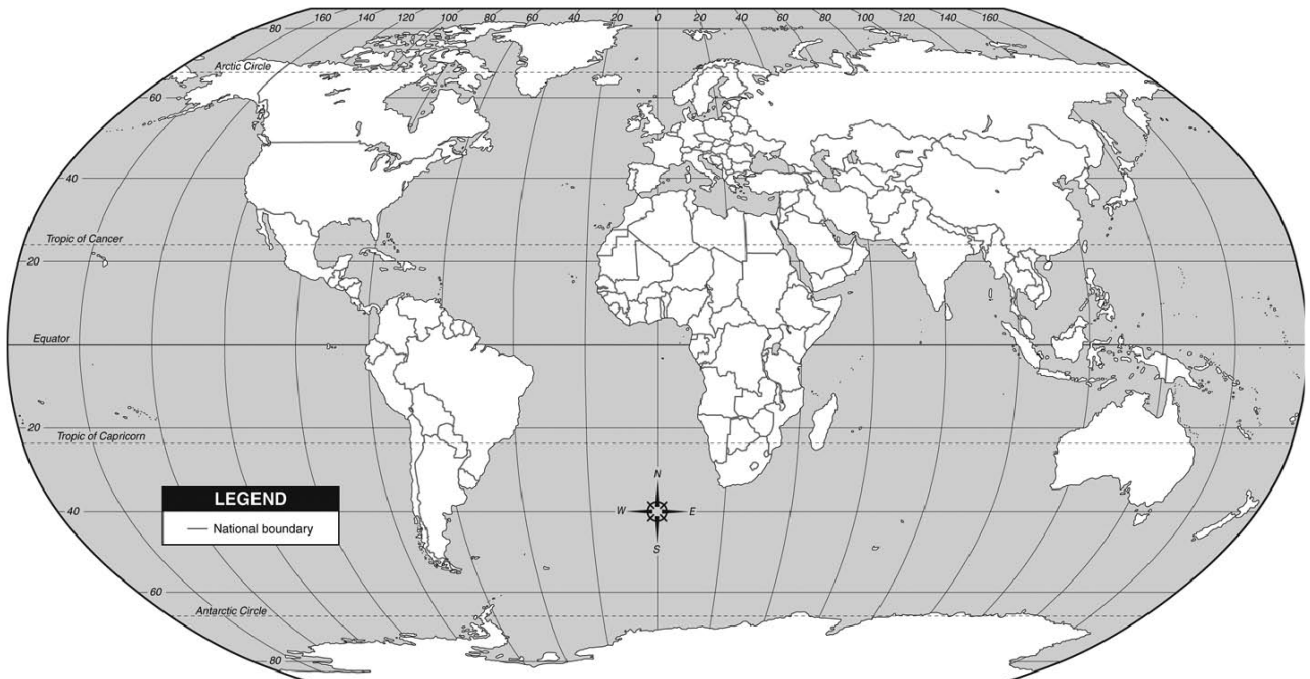 160 140 120 100 80 60 40 20 0 20 40 60 80 100 120 140 160
80
Arctic Circle
60
40
Tropic of Cancer
20
Equator
20
Tropic of Capricorn
N
LEGEND
W E
40
National boundary
S
60
Antarctic Circle
80